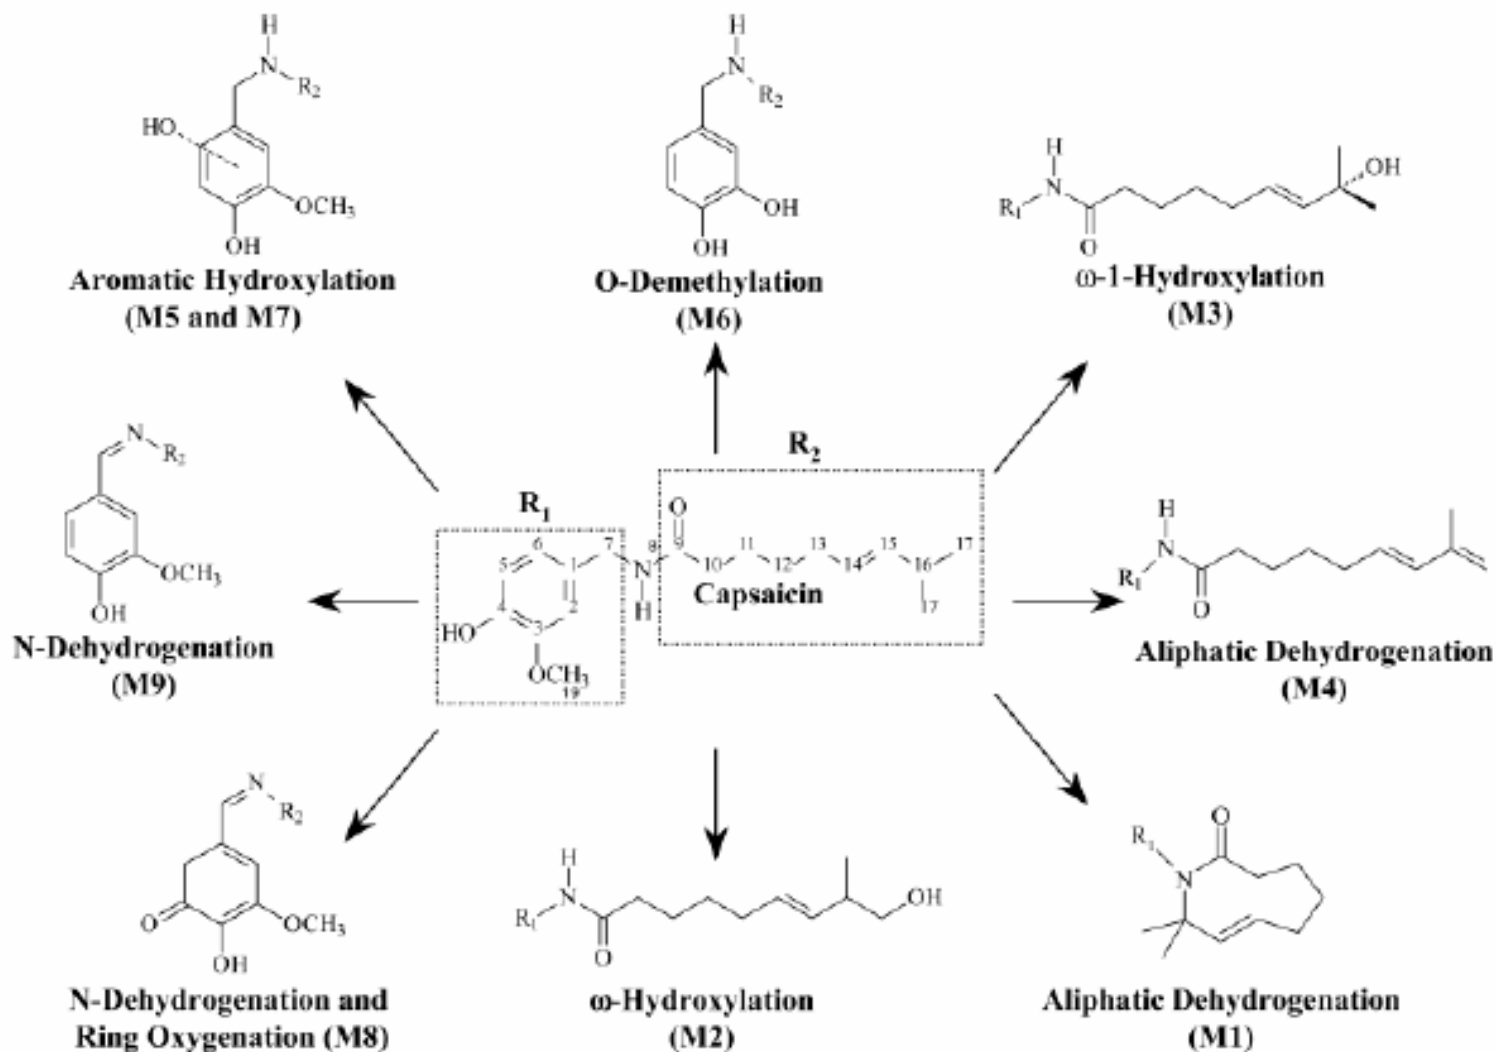 H
N
R2
HO
OCH3
OH
Aromatic Hydroxylation
(M5 and M7)
H
N
R2
OH
OH
O-Demethylation
(M6)
H
N
R1
O
OH
ω-1-Hydroxylation
(M3)
N
R2
OCH3
OH
N-Dehydrogenation
(M9)
R1
R2
O
5
6
1
7
8
9
11
13
15
17
4
3
2
N
H
10
12
14
16
17
HO
OCH3
19
Capsaicin
H
N
R1
O
Aliphatic Dehydrogenation
(M4)
N
R2
O
OCH3
OH
N-Dehydrogenation and
Ring Oxygenation (M8)
H
N
R1
O
OH
ω-Hydroxylation
(M2)
R1
O
N
Aliphatic Dehydrogenation
(M1)